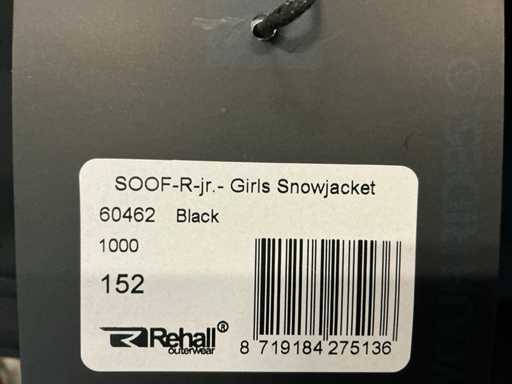 SOOF-R-jr.- Girls Snowjacket
60462 Black
1000
152
Rehall®
outerwear
8 719184 275136